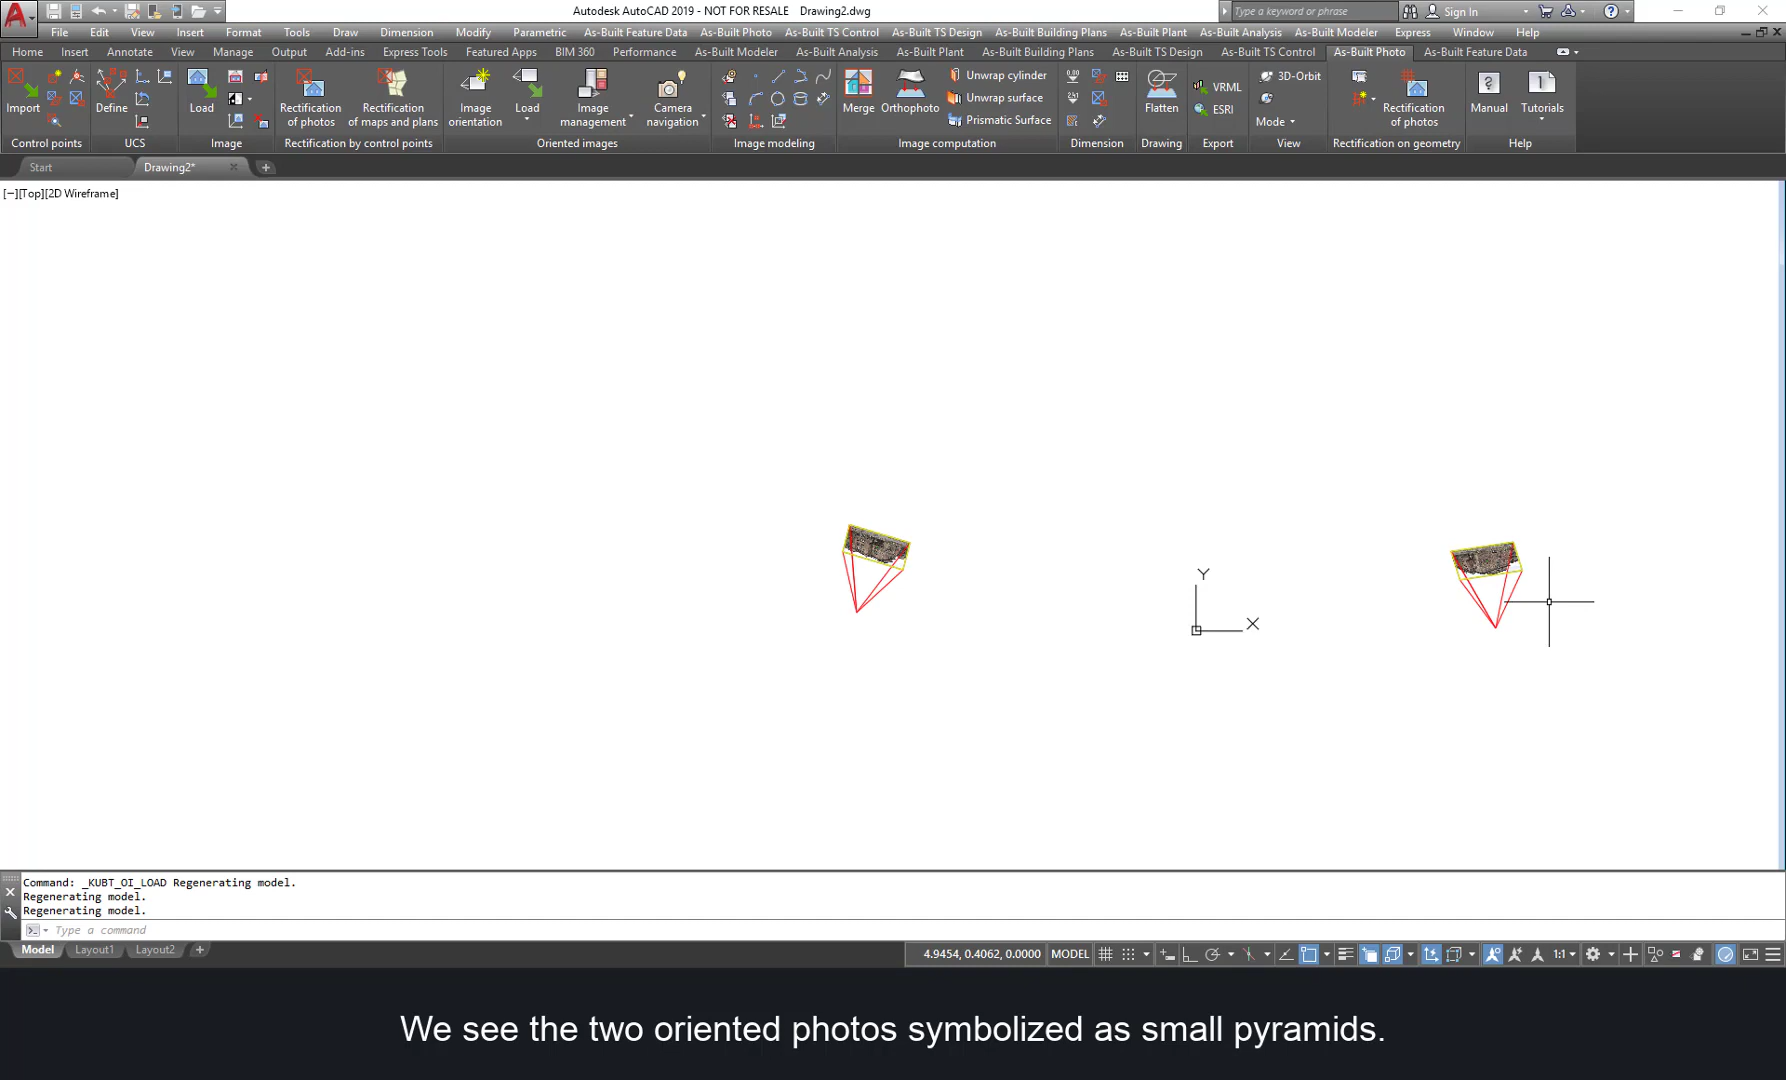 Autodesk AutoCAD 2019 - NOT FOR RESALE Drawing2.dwg
Type a keyword or phrase
Sign In
File Edit View Insert Format Tools Draw Dimension Modify Parametric As-Built Feature Data As-Built Photo As-Built TS Control As-Built TS Design As-Built Building Plans As-Built Plant As-Built Analysis As-Built Modeler Express Window Help
Home Insert Annotate View Manage Output Add-ins Express Tools Featured Apps BIM 360 Performance As-Built Modeler As-Built Analysis As-Built Plant As-Built Building Plans As-Built TS Design As-Built TS Control As-Built Photo As-Built Feature Data
Import
Define
Load
Rectification
of photos
Rectification
of maps and plans
Image
orientation
Load
Image
management
Camera
navigation
Merge
Orthophoto
Unwrap cylinder
Unwrap surface
Prismatic Surface
Flatten
VRML
ESRI
3D-Orbit
Mode
Rectification
of photos
Manual
Tutorials
Control points UCS Image Rectification by control points Oriented images Image modeling Image computation Dimension Drawing Export View Rectification on geometry Help
Start Drawing2*
[−][Top][2D Wireframe]
Y
X
Command: _KUBT_OI_LOAD Regenerating model.
Regenerating model.
Regenerating model.
Type a command
Model Layout1 Layout2
4.9454, 0.4062, 0.0000 MODEL 1:1
We see the two oriented photos symbolized as small pyramids.